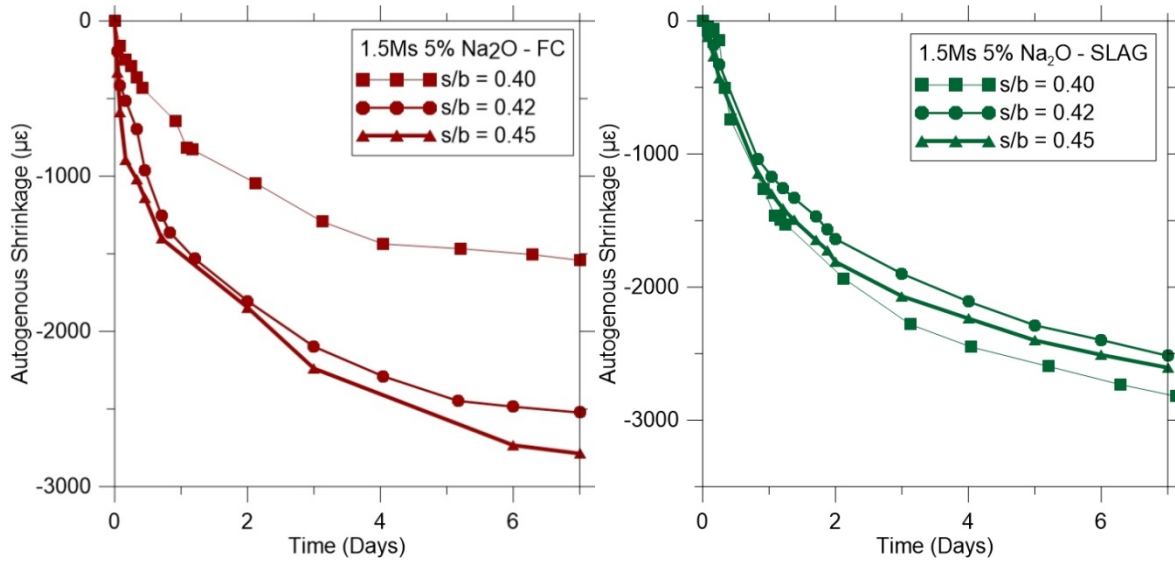 0
-1000
-2000
-3000
Autogenous Shrinkage (µε)
1.5Ms 5% Na2O - FC
s/b = 0.40
s/b = 0.42
s/b = 0.45
0 2 4 6
Time (Days)
0
-1000
-2000
-3000
Autogenous Shrinkage (µε)
1.5Ms 5% Na₂O - SLAG
s/b = 0.40
s/b = 0.42
s/b = 0.45
0 2 4 6
Time (Days)